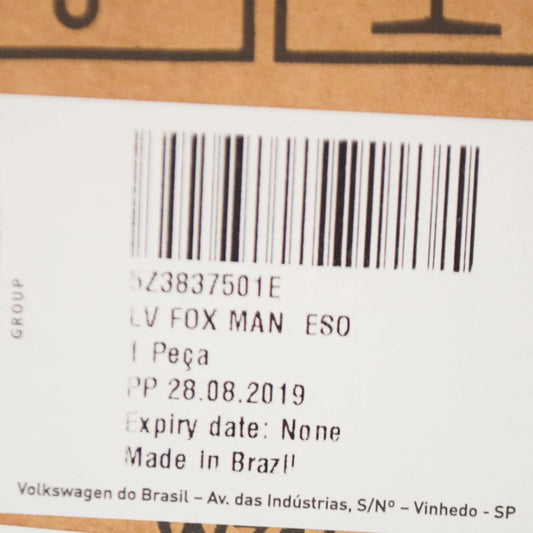 GROUP
5Z3837501E
LV FOX MAN. ESQ
1 Peça
PP 28.08.2019
Expiry date: None
Made in Brazil
Volkswagen do Brasil – Av. das Indústrias, S/Nº – Vinhedo - SP